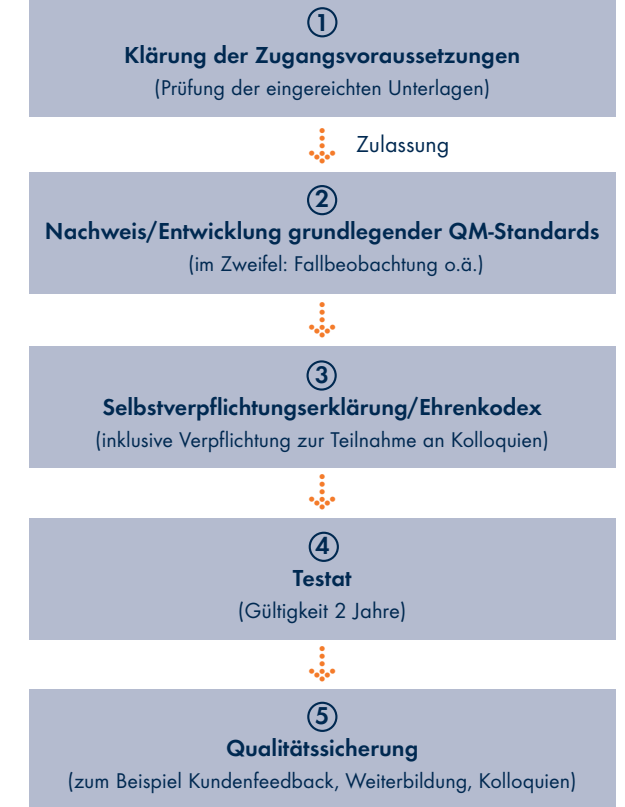 ①
Klärung der Zugangsvoraussetzungen
(Prüfung der eingereichten Unterlagen)
Zulassung
②
Nachweis/Entwicklung grundlegender QM-Standards
(im Zweifel: Fallbeobachtung o.ä.)
③
Selbstverpflichtungserklärung/Ehrenkodex
(inklusive Verpflichtung zur Teilnahme an Kolloquien)
④
Testat
(Gültigkeit 2 Jahre)
⑤
Qualitätssicherung
(zum Beispiel Kundenfeedback, Weiterbildung, Kolloquien)